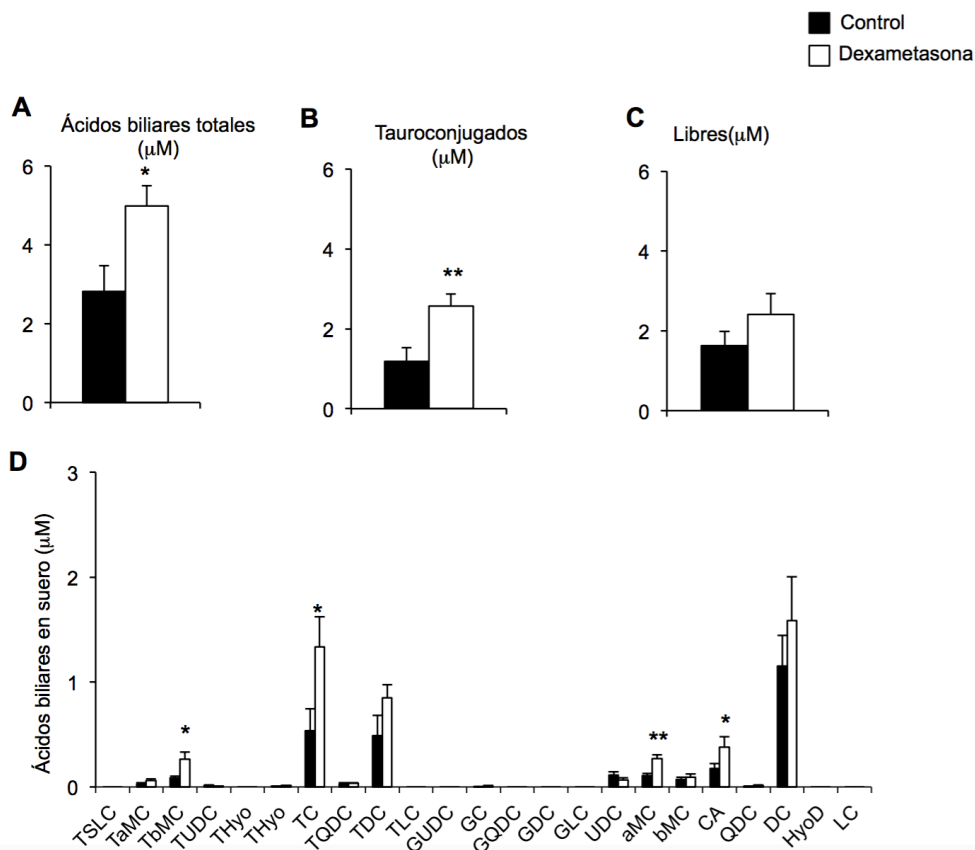 Control
Dexametasona
A
Ácidos biliares totales
(μM)
*
6
4
2
0
B
Tauroconjugados
(μM)
**
6
4
2
0
C
Libres(μM)
6
4
2
0
D
Ácidos biliares en suero (μM)
3
2
1
0
*
*
**
*
TSLC
TaMC
TbMC
TUDC
THyo
THyo
TC
TQDC
TDC
TLC
GUDC
GC
GQDC
GDC
GLC
UDC
aMC
bMC
CA
QDC
DC
HyoD
LC